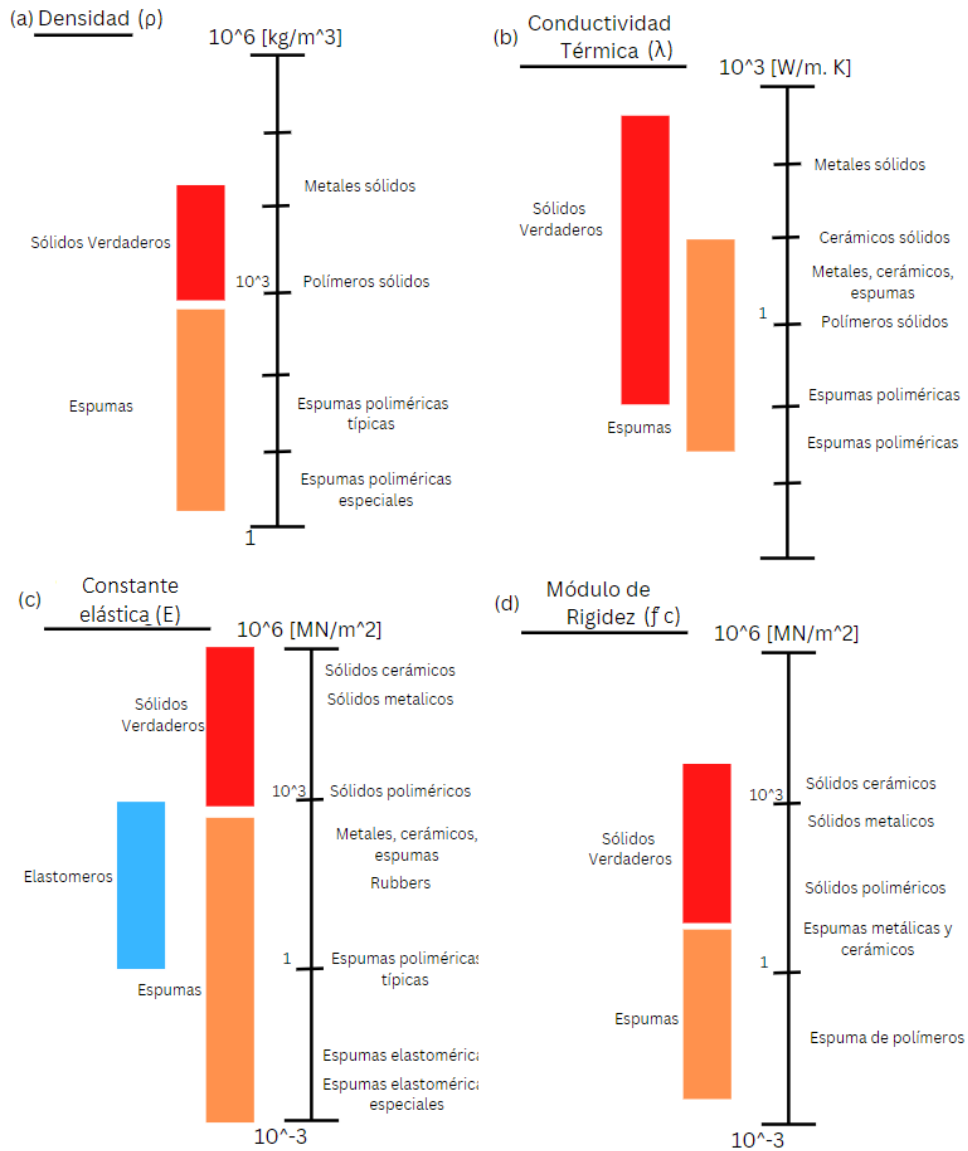 (a) Densidad (ρ)
10^6 [kg/m^3]
Metales sólidos
Sólidos Verdaderos
10^3
Polímeros sólidos
Espumas
Espumas poliméricas
típicas
Espumas poliméricas
especiales
1
(b) Conductividad
Térmica (λ)
10^3 [W/m. K]
Metales sólidos
Sólidos
Verdaderos
Cerámicos sólidos
Metales, cerámicos,
espumas
1
Polímeros sólidos
Espumas poliméricas
Espumas
Espumas poliméricas
(c) Constante
elástica (E)
10^6 [MN/m^2]
Sólidos cerámicos
Sólidos metalicos
Sólidos
Verdaderos
10^3
Sólidos poliméricos
Metales, cerámicos,
espumas
Elastomeros
Rubbers
1
Espumas poliméricas
típicas
Espumas
Espumas elastomérica
Espumas elastomérica
especiales
10^-3
(d) Módulo de
Rigidez (f c)
10^6 [MN/m^2]
Sólidos cerámicos
10^3
Sólidos metalicos
Sólidos
Verdaderos
Sólidos poliméricos
Espumas metálicas y
cerámicos
1
Espumas
Espuma de polímeros
10^-3